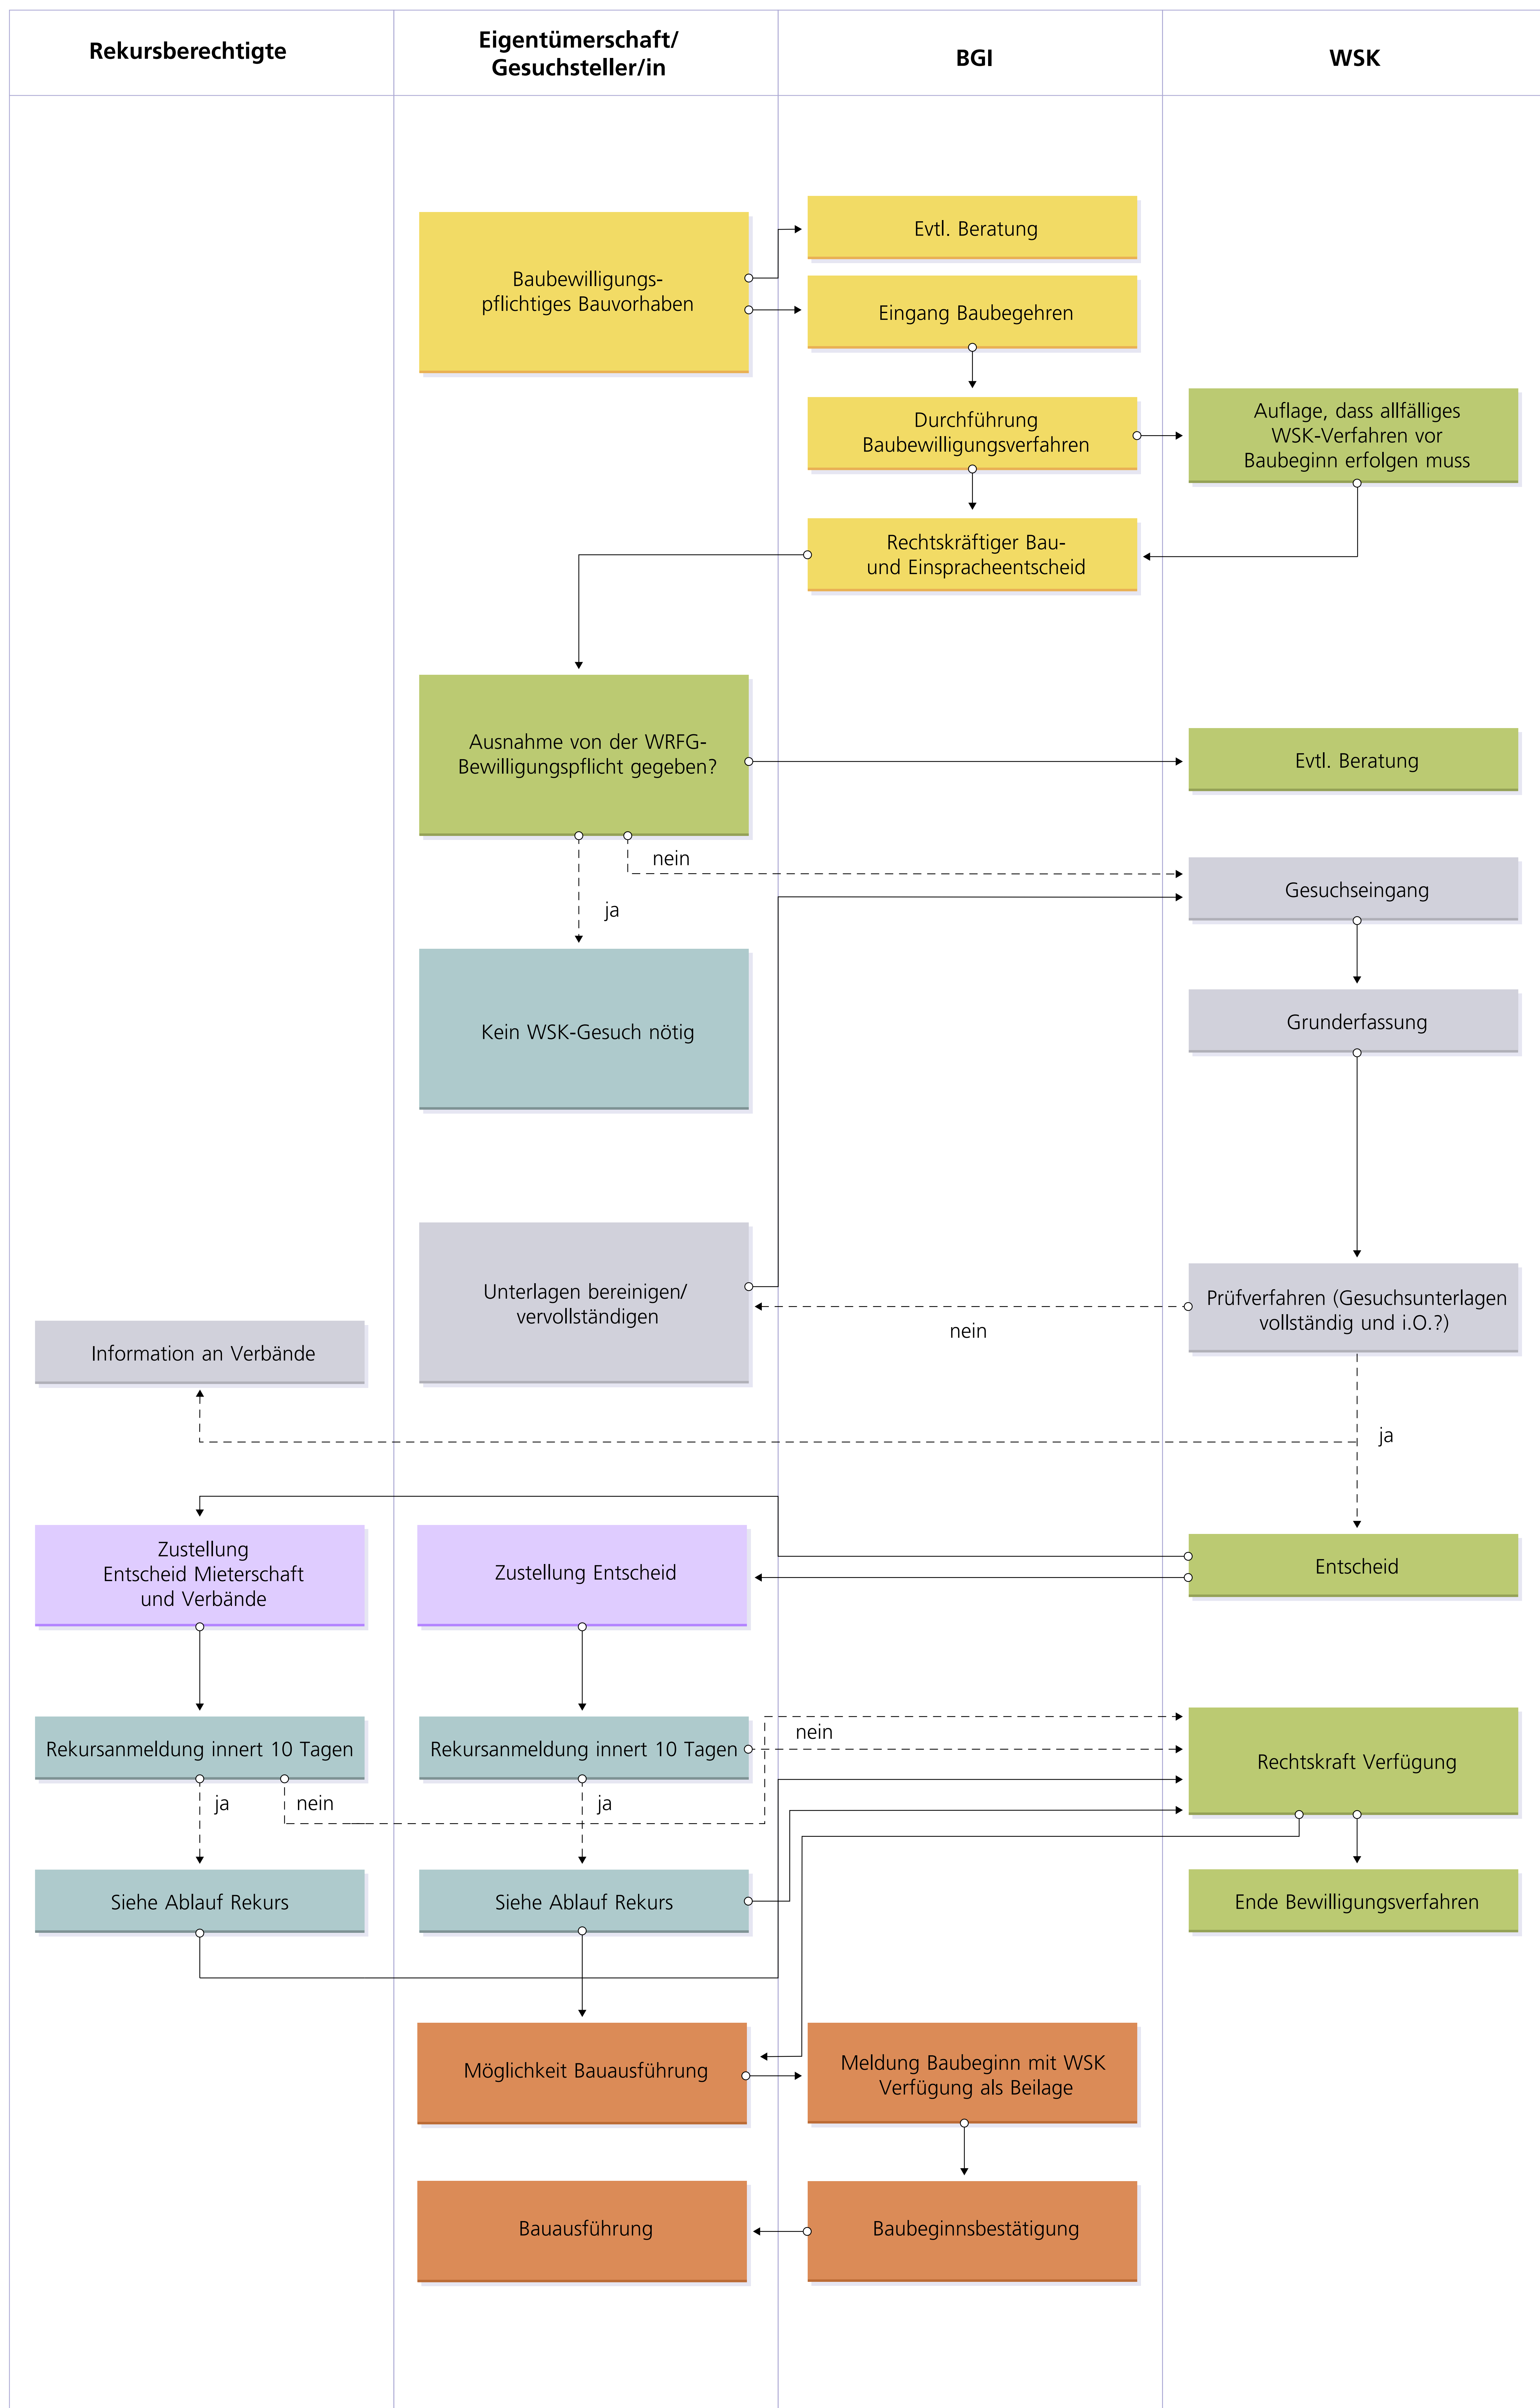 Rekursberechtigte
Eigentümerschaft/
Gesuchsteller/in
BGI
WSK
Baubewilligungs-
pflichtiges Bauvorhaben
Evtl. Beratung
Eingang Baubegehren
Durchführung
Baubewilligungsverfahren
Auflage, dass allfälliges
WSK-Verfahren vor
Baubeginn erfolgen muss
Rechtskräftiger Bau-
und Einspracheentscheid
Ausnahme von der WRFG-
Bewilligungspflicht gegeben?
Evtl. Beratung
nein
ja
Gesuchseingang
Kein WSK-Gesuch nötig
Grunderfassung
Unterlagen bereinigen/
vervollständigen
Prüfverfahren (Gesuchsunterlagen
vollständig und i.O.?)
nein
Information an Verbände
ja
Zustellung
Entscheid Mieterschaft
und Verbände
Zustellung Entscheid
Entscheid
Rekursanmeldung innert 10 Tagen
Rekursanmeldung innert 10 Tagen
nein
Rechtskraft Verfügung
ja
nein
ja
Siehe Ablauf Rekurs
Siehe Ablauf Rekurs
Ende Bewilligungsverfahren
Möglichkeit Bauausführung
Meldung Baubeginn mit WSK
Verfügung als Beilage
Bauausführung
Baubeginnsbestätigung